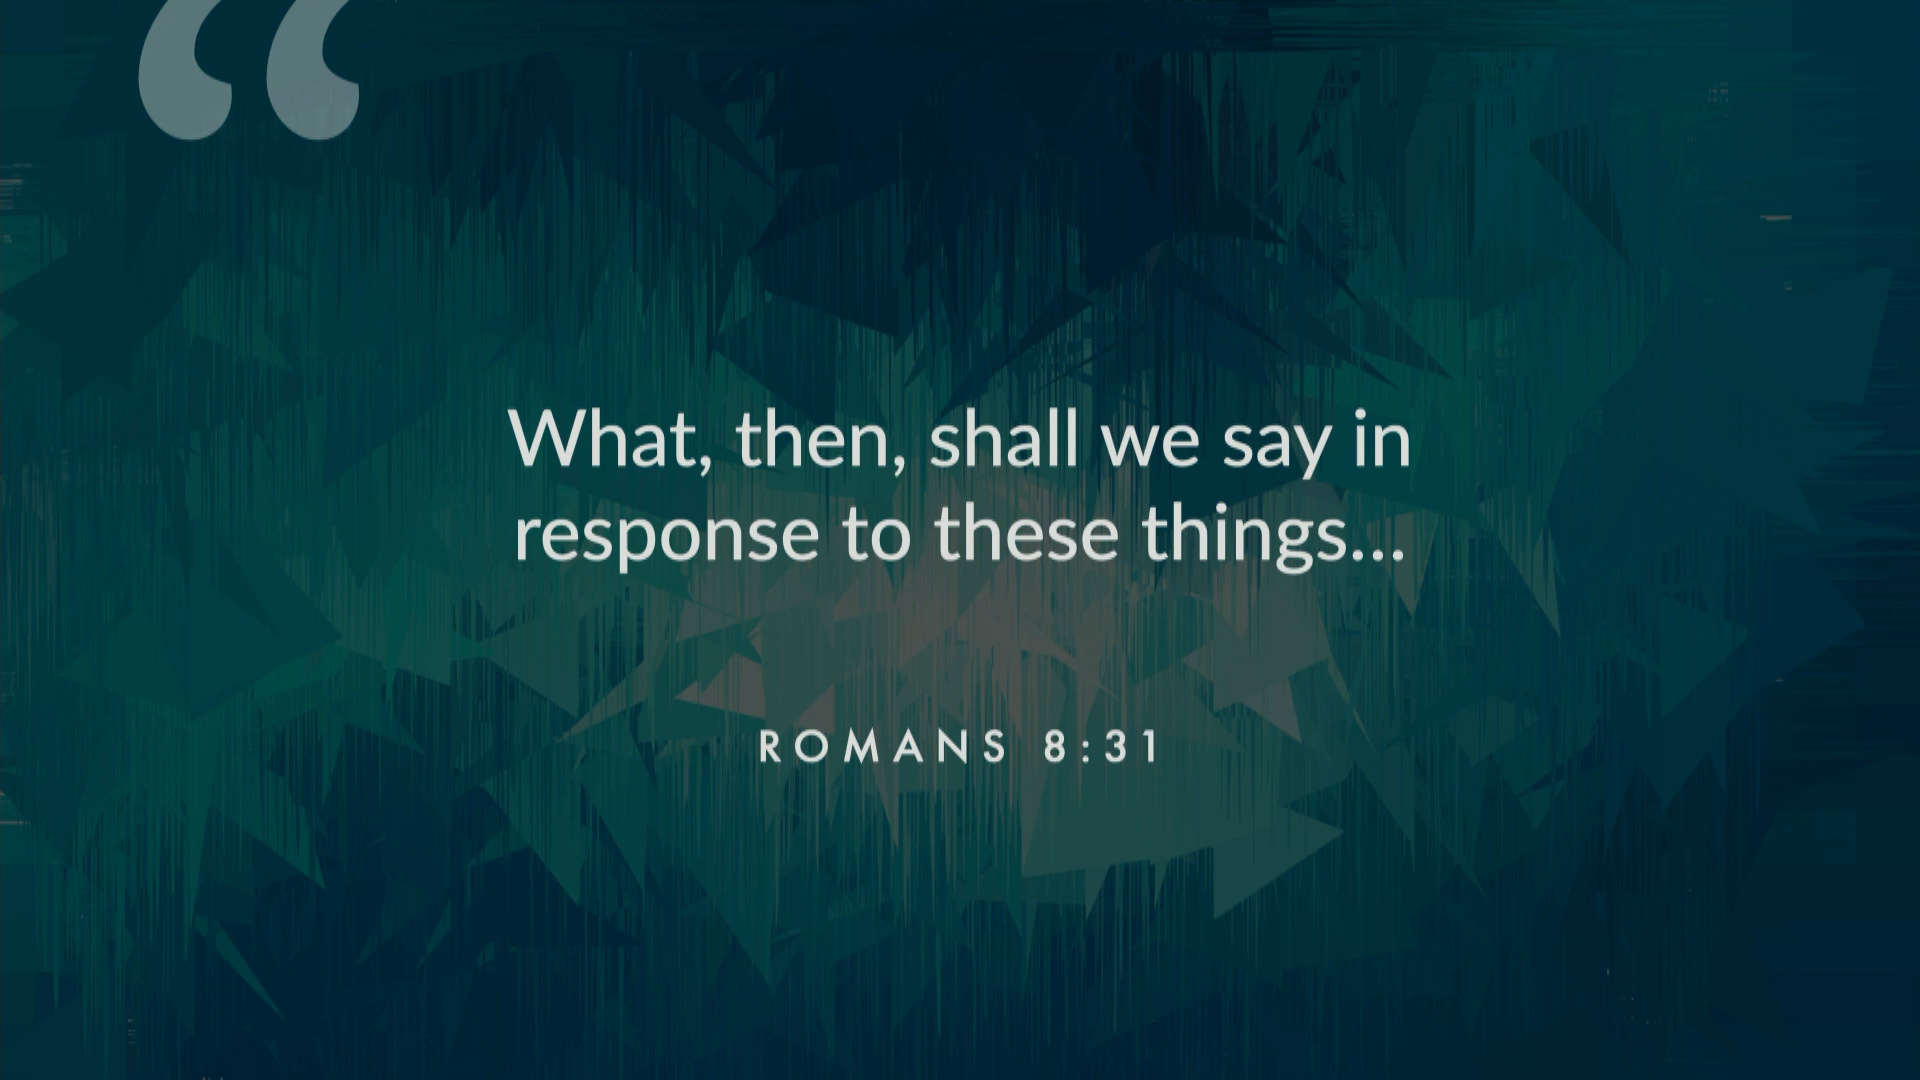 “
What, then, shall we say in
response to these things...
ROMANS 8:31